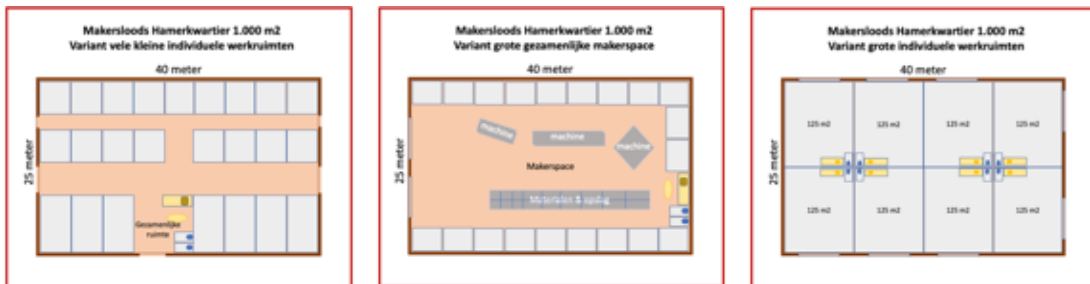 Makersloods Hamerkwartier 1.000 m2
Variant vele kleine individuele werkruimten
40 meter
25 meter
Gezamenlijke
ruimte
Makersloods Hamerkwartier 1.000 m2
Variant grote gezamenlijke makerspace
40 meter
25 meter
machine
machine
machine
Makerspace
Materialen & opslag
Makersloods Hamerkwartier 1.000 m2
Variant grote individuele werkruimten
40 meter
25 meter
125 m2
125 m2
125 m2
125 m2
125 m2
125 m2
125 m2
125 m2